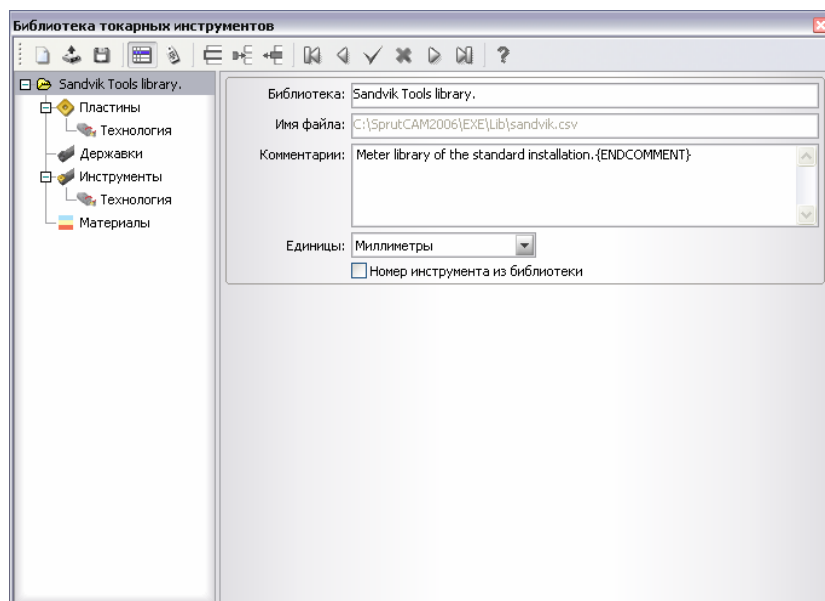 Библиотека токарных инструментов
Sandvik Tools library.
Пластины
Технология
Державки
Инструменты
Технология
Материалы
Библиотека: Sandvik Tools library.
Имя файла: C:\SprutCAM2006\EXE\Lib\sandvik.csv
Комментарии: Meter library of the standard installation.{ENDCOMMENT}
Единицы: Миллиметры
Номер инструмента из библиотеки